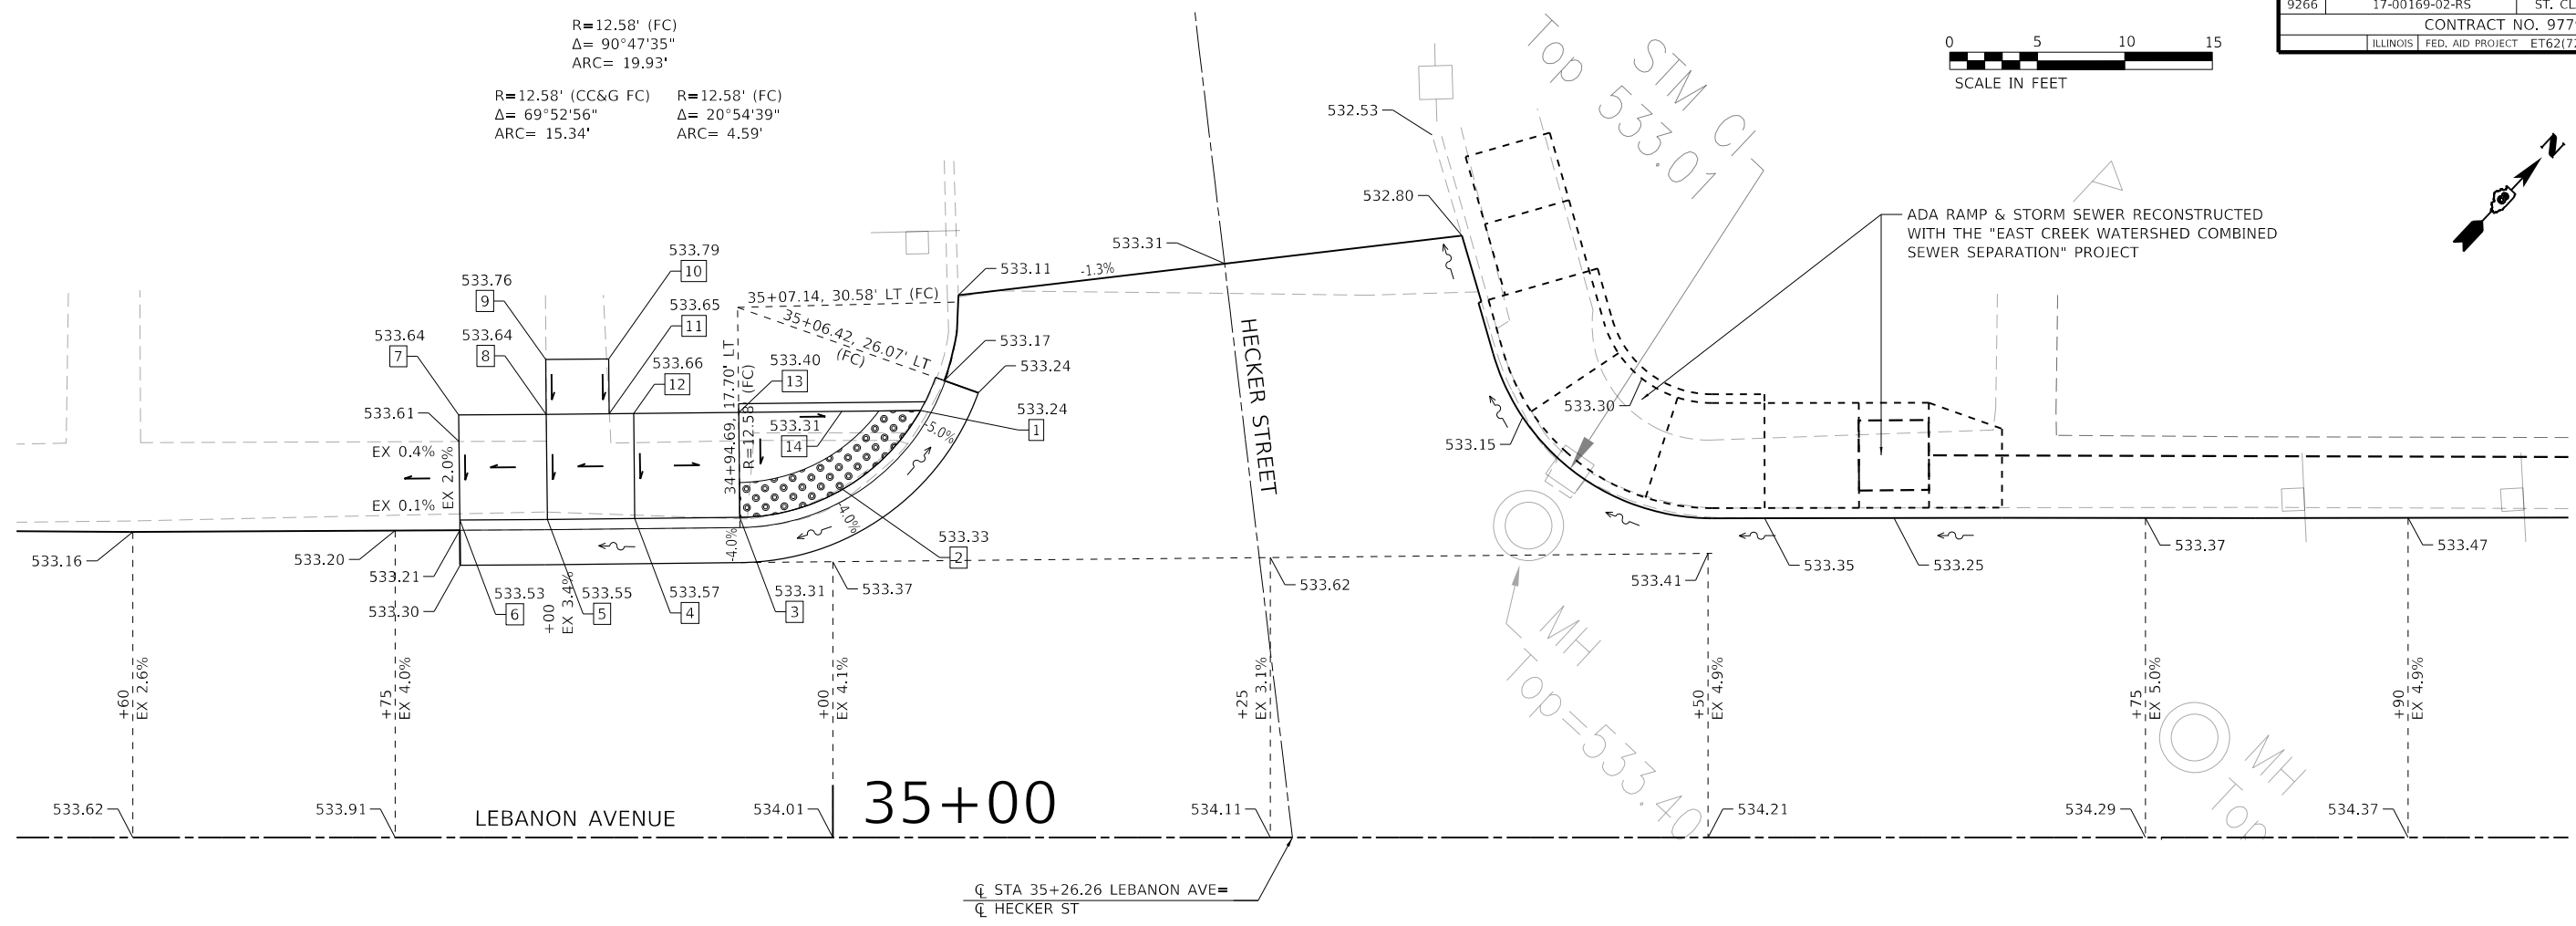 9266 17-00169-02-RS
CONTRACT NO.
ILLINOIS FED. AID PROJECT
R=12.58' (FC)
Δ= 90°47'35"
ARC= 19.93'
R=12.58' (CC&G FC)
Δ= 69°52'56"
ARC= 15.34'
R=12.58' (FC)
Δ= 20°54'39"
ARC= 4.59'
0 5 10 15
SCALE IN FEET
N
STM CI
Top 533.01
532.53
532.80
533.31
-1.3%
533.11
ADA RAMP & STORM SEWER RECONSTRUCTED
WITH THE "EAST CREEK WATERSHED COMBINED
SEWER SEPARATION" PROJECT
533.79
10
533.76
9
533.65
11
35+07.14, 30.58' LT (FC)
35+06.42, 26.07' LT
(FC)
533.64
7
533.64
8
533.66
12
533.40
13
533.17
533.24
533.24
1
533.61
34+94.69, 17.70' LT
R=12.58' (FC)
533.31
14
-5.0%
EX 0.4%
EX 2.0%
EX 0.1%
HECKER STREET
533.30
533.15
-4.0%
-4.0%
533.33
2
533.16
533.20
533.21
533.30
533.53
6
+00
EX 3.4%
533.55
5
533.57
4
533.31
3
533.37
533.62
533.41
533.35
533.25
533.37
533.47
+60
EX 2.6%
+75
EX 4.0%
+00
EX 4.1%
+25
EX 3.1%
+50
EX 4.9%
+75
EX 5.0%
+90
EX 4.9%
MH
Top=533.40
MH
Top
533.62
533.91
LEBANON AVENUE
534.01
35+00
534.11
534.21
534.29
534.37
℄ STA 35+26.26 LEBANON AVE=
℄ HECKER ST